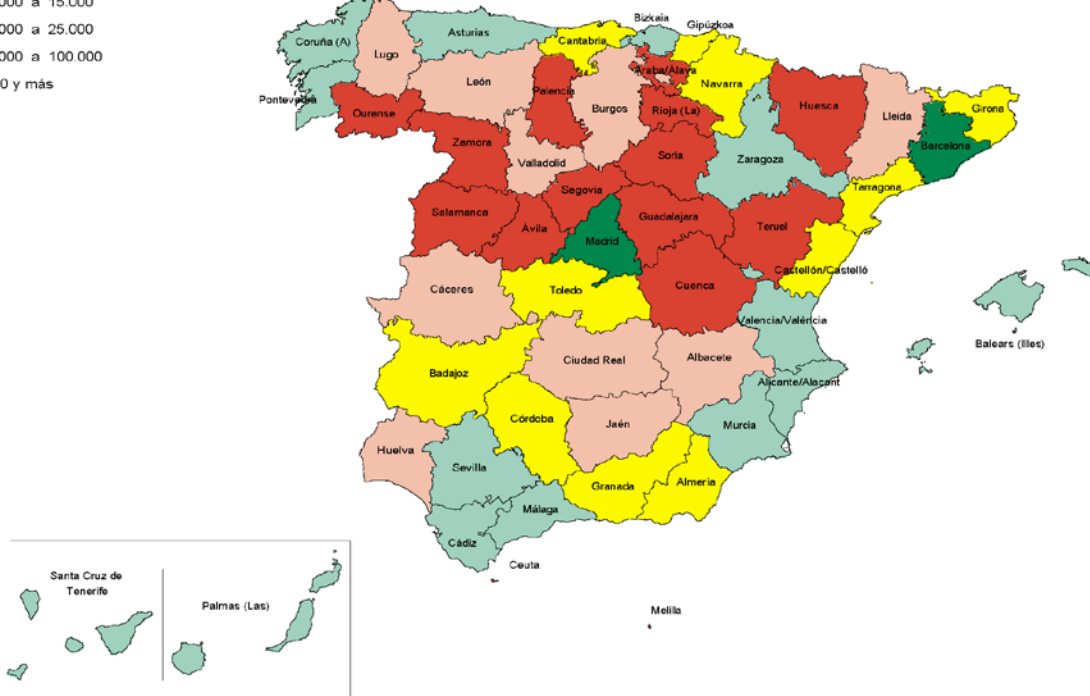 000 a 15.000
000 a 25.000
000 a 100.000
0 y más
Bizkaia
Gipúzkoa
Coruña (A)
Lugo
Asturias
Cantabria
León
Palencia
Burgos
Araba/Álava
Navarra
Huesca
Lleida
Girona
Pontevedra
Ourense
Rioja (La)
Barcelona
Zamora
Valladolid
Soria
Zaragoza
Tarragona
Segovia
Salamanca
Ávila
Guadalajara
Teruel
Madrid
Castellón/Castelló
Cáceres
Toledo
Cuenca
Valencia/València
Balears (Illes)
Badajoz
Ciudad Real
Albacete
Alicante/Alacant
Córdoba
Jaén
Murcia
Huelva
Sevilla
Granada
Almeria
Málaga
Cádiz
Ceuta
Santa Cruz de
Tenerife
Palmas (Las)
Melilla